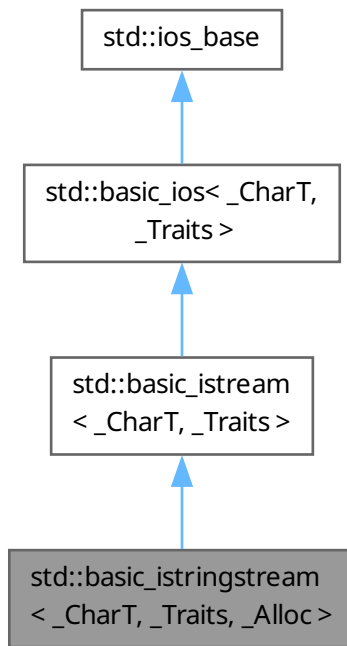 std::ios_base
std::basic_ios< _CharT,
_Traits >
std::basic_istream
< _CharT, _Traits >
std::basic_istringstream
< _CharT, _Traits, _Alloc >